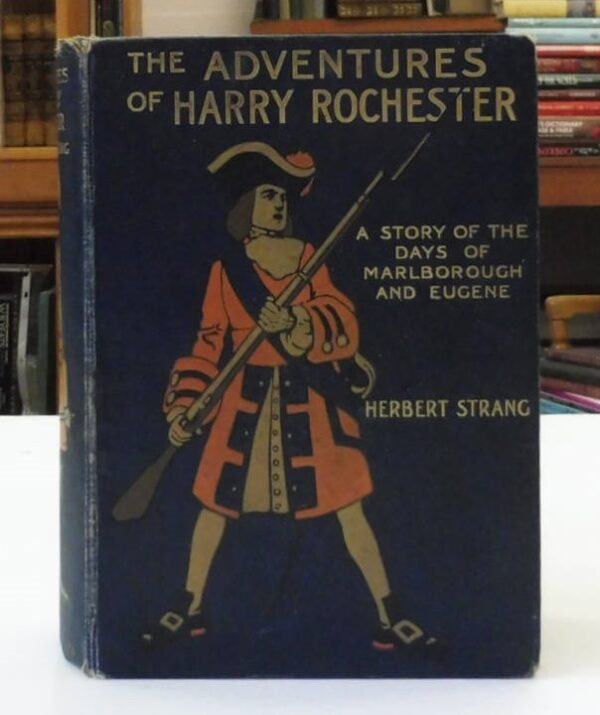 THE ADVENTURES
OF HARRY ROCHESTER
A STORY OF THE
DAYS OF
MARLBOROUGH
AND EUGENE
HERBERT STRANG